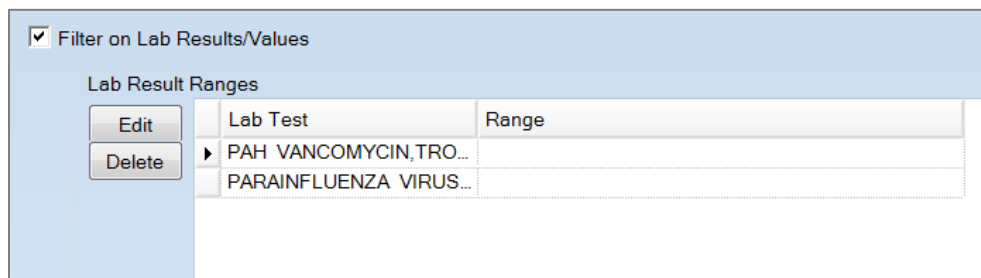 Filter on Lab Results/Values
Lab Result Ranges
Edit
Delete
Lab Test Range
PAH VANCOMYCIN,TRO...
PARAINFLUENZA VIRUS...